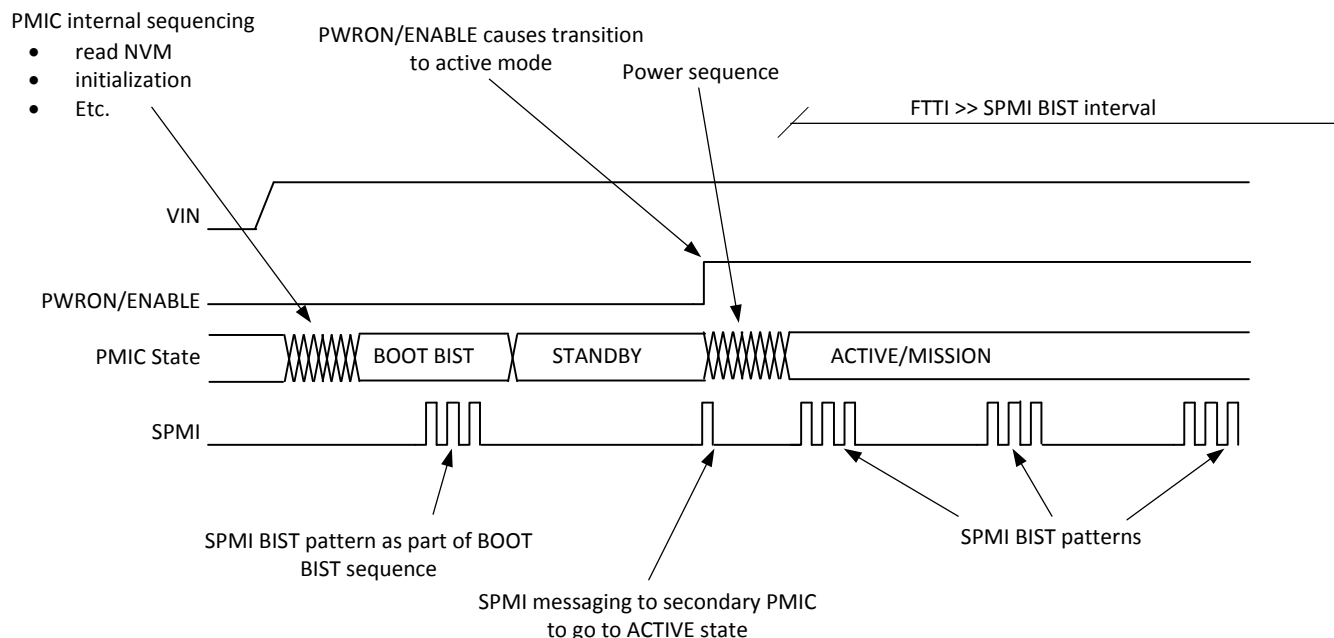 PMIC internal sequencing
• read NVM
• initialization
• Etc.
PWRON/ENABLE causes transition
to active mode
Power sequence
FTTI >> SPMI BIST interval
VIN
PWRON/ENABLE
PMIC State
BOOT BIST
STANDBY
ACTIVE/MISSION
SPMI
SPMI BIST pattern as part of BOOT
BIST sequence
SPMI BIST patterns
SPMI messaging to secondary PMIC
to go to ACTIVE state